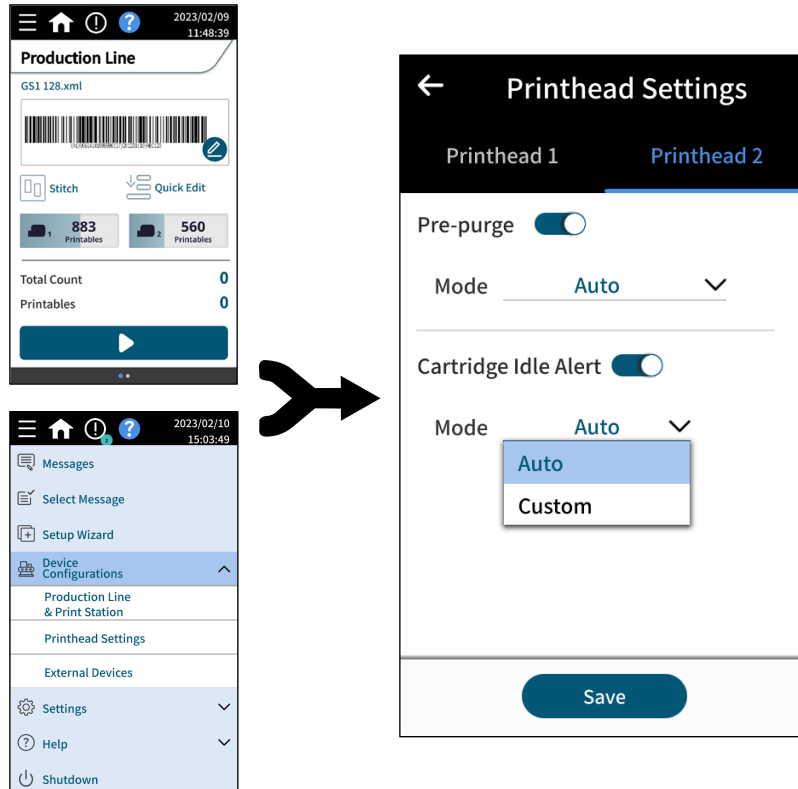 2023/02/09
11:48:39
Production Line
GS1 128.xml
Stitch
Quick Edit
1
883
Printables
2
560
Printables
Total Count
0
Printables
0
2023/02/10
15:03:49
Messages
Select Message
Setup Wizard
Device
Configurations
Production Line
& Print Station
Printhead Settings
External Devices
Settings
Help
Shutdown
Printhead Settings
Printhead 1
Printhead 2
Pre-purge
Mode
Auto
Cartridge Idle Alert
Mode
Auto
Auto
Custom
Save